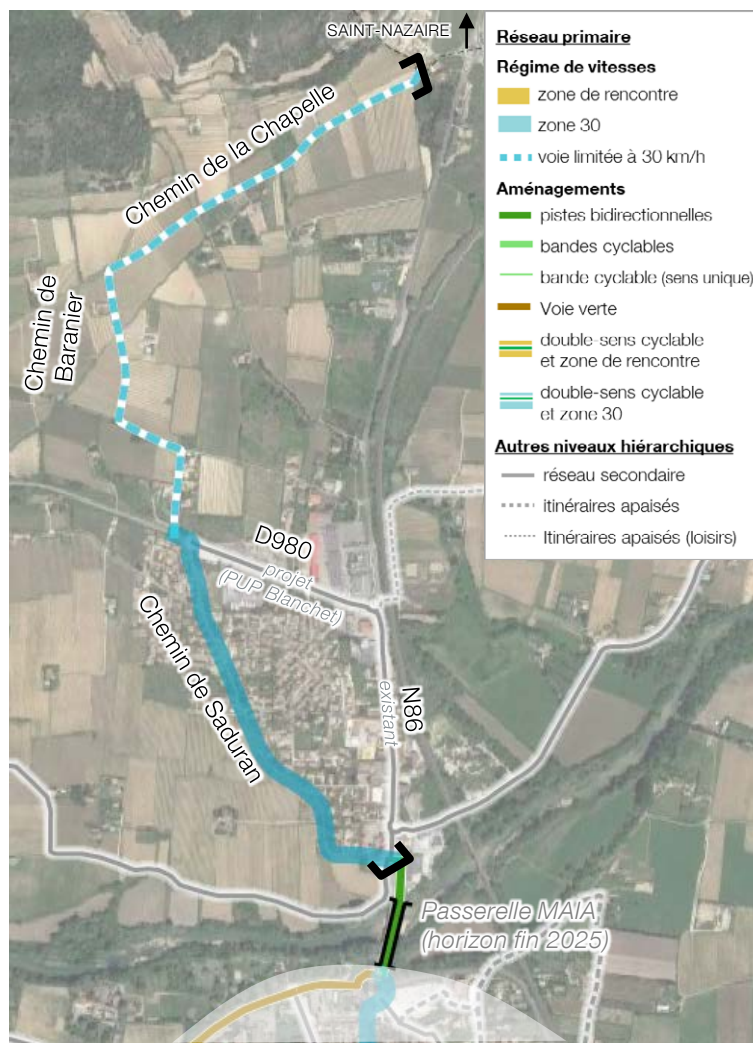 SAINT-NAZAIRE
Chemin de la Chapelle
Chemin de
Baranier
D980
projet
(PUP Blanchet)
Chemin de Saduran
N86
existant
Passerelle MAIA
(horizon fin 2025)
Réseau primaire
Régime de vitesses
zone de rencontre
zone 30
voie limitée à 30 km/h
Aménagements
pistes bidirectionnelles
bandes cyclables
bande cyclable (sens unique)
Voie verte
double-sens cyclable
et zone de rencontre
double-sens cyclable
et zone 30
Autres niveaux hiérarchiques
réseau secondaire
itinéraires apaisés
Itinéraires apaisés (loisirs)